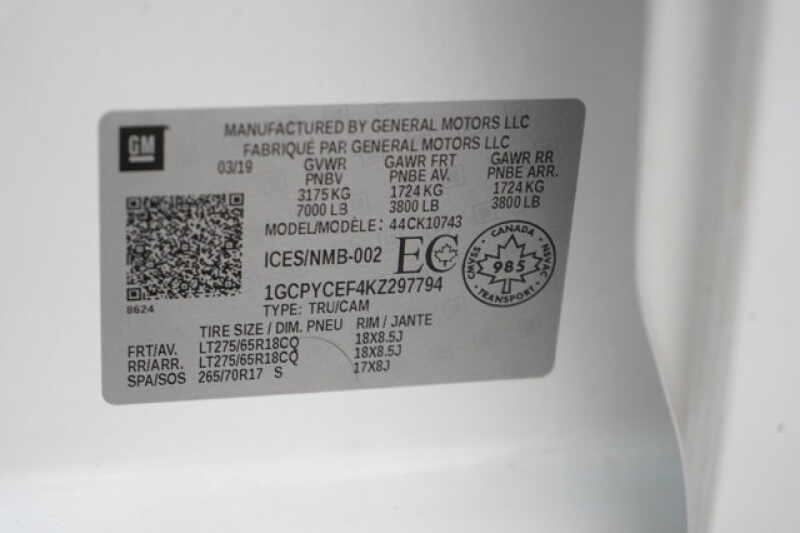 GM
MANUFACTURED BY GENERAL MOTORS LLC
FABRIQUÉ PAR GENERAL MOTORS LLC
03/19 GVWR GAWR FRT GAWR RR
PNBV PNBE AV. PNBE ARR.
3175 KG 1724 KG 1724 KG
7000 LB 3800 LB 3800 LB
MODEL/MODÈLE: 44CK10743
ICES/NMB-002 EC
CANADA
CMVSS 985 NSVAC
TRANSPORT
1GCPYCEF4KZ297794
8624
TYPE: TRU/CAM
TIRE SIZE / DIM. PNEU RIM / JANTE
FRT/AV. LT275/65R18CQ 18X8.5J
RR/ARR. LT275/65R18CQ 18X8.5J
SPA/SOS 265/70R17 S 17X8J